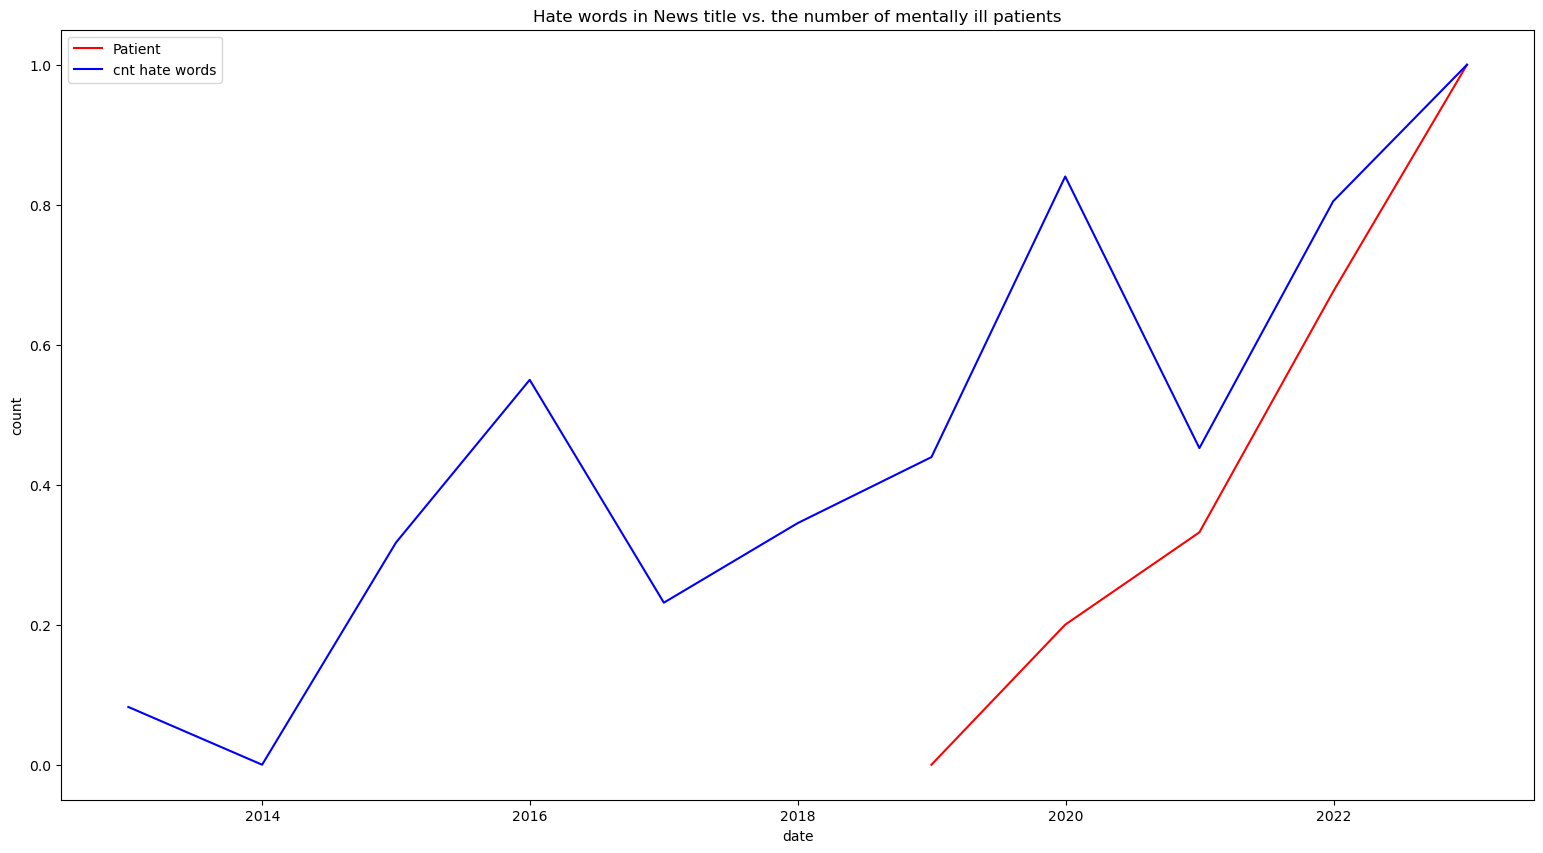 Hate words in News title vs. the number of mentally ill patients
Patient
cnt hate words
1.0
0.8
0.6
0.4
0.2
0.0
count
2014
2016
2018
2020
2022
date